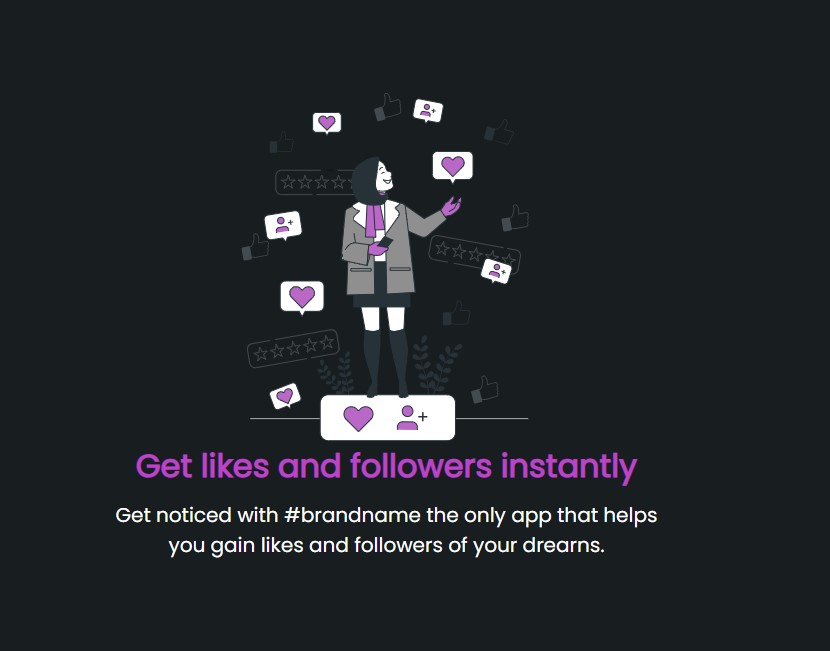 Get likes and followers instantly
Get noticed with #brandname the only app that helps
you gain likes and followers of your drearns.